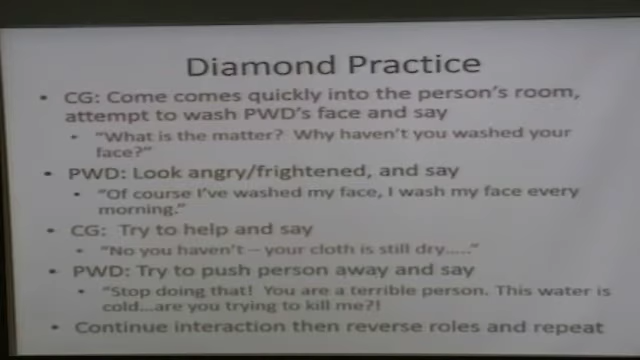 Diamond Practice
• CG: Come comes quickly into the person's room,
attempt to wash PWD's face and say
• "What is the matter? Why haven't you washed your
face?"
• PWD: Look angry/frightened, and say
• "Of course I've washed my face, I wash my face every
morning."
• CG: Try to help and say
• "No you haven't – your cloth is still dry….."
• PWD: Try to push person away and say
• "Stop doing that! You are a terrible person. This water is
cold…are you trying to kill me?!
• Continue interaction then reverse roles and repeat